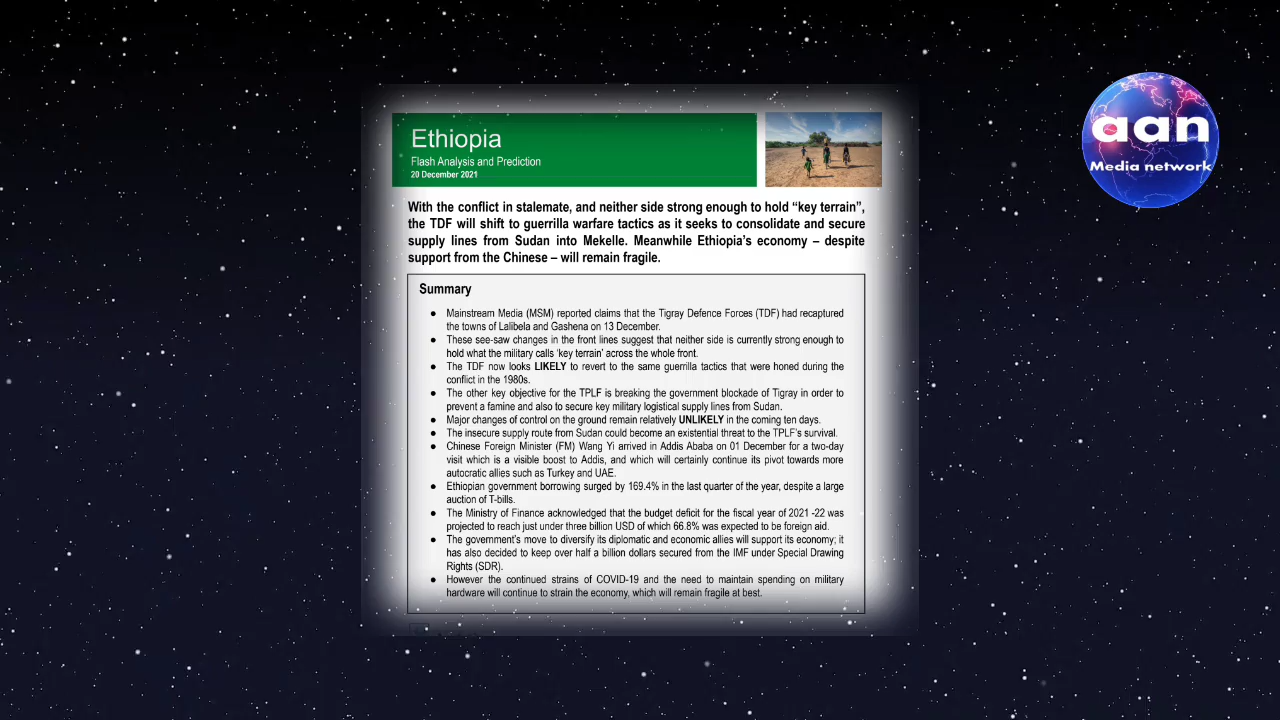 aan
Media network
Ethiopia
Flash Analysis and Prediction
20 December 2021
With the conflict in stalemate, and neither side strong enough to hold “key terrain”,
the TDF will shift to guerrilla warfare tactics as it seeks to consolidate and secure
supply lines from Sudan into Mekelle. Meanwhile Ethiopia’s economy – despite
support from the Chinese – will remain fragile.
Summary
● Mainstream Media (MSM) reported claims that the Tigray Defence Forces (TDF) had recaptured
the towns of Lalibela and Gashena on 13 December.
● These see-saw changes in the front lines suggest that neither side is currently strong enough to
hold what the military calls ‘key terrain’ across the whole front.
● The TDF now looks LIKELY to revert to the same guerrilla tactics that were honed during the
conflict in the 1980s.
● The other key objective for the TPLF is breaking the government blockade of Tigray in order to
prevent a famine and also to secure key military logistical supply lines from Sudan.
● Major changes of control on the ground remain relatively UNLIKELY in the coming ten days.
● The insecure supply route from Sudan could become an existential threat to the TPLF’s survival.
● Chinese Foreign Minister (FM) Wang Yi arrived in Addis Ababa on 01 December for a two-day
visit which is a visible boost to Addis, and which will certainly continue its pivot towards more
autocratic allies such as Turkey and UAE.
● Ethiopian government borrowing surged by 169.4% in the last quarter of the year, despite a large
auction of T-bills.
● The Ministry of Finance acknowledged that the budget deficit for the fiscal year of 2021 -22 was
projected to reach just under three billion USD of which 66.8% was expected to be foreign aid.
● The government’s move to diversify its diplomatic and economic allies will support its economy; it
has also decided to keep over half a billion dollars secured from the IMF under Special Drawing
Rights (SDR).
● However the continued strains of COVID-19 and the need to maintain spending on military
hardware will continue to strain the economy, which will remain fragile at best.